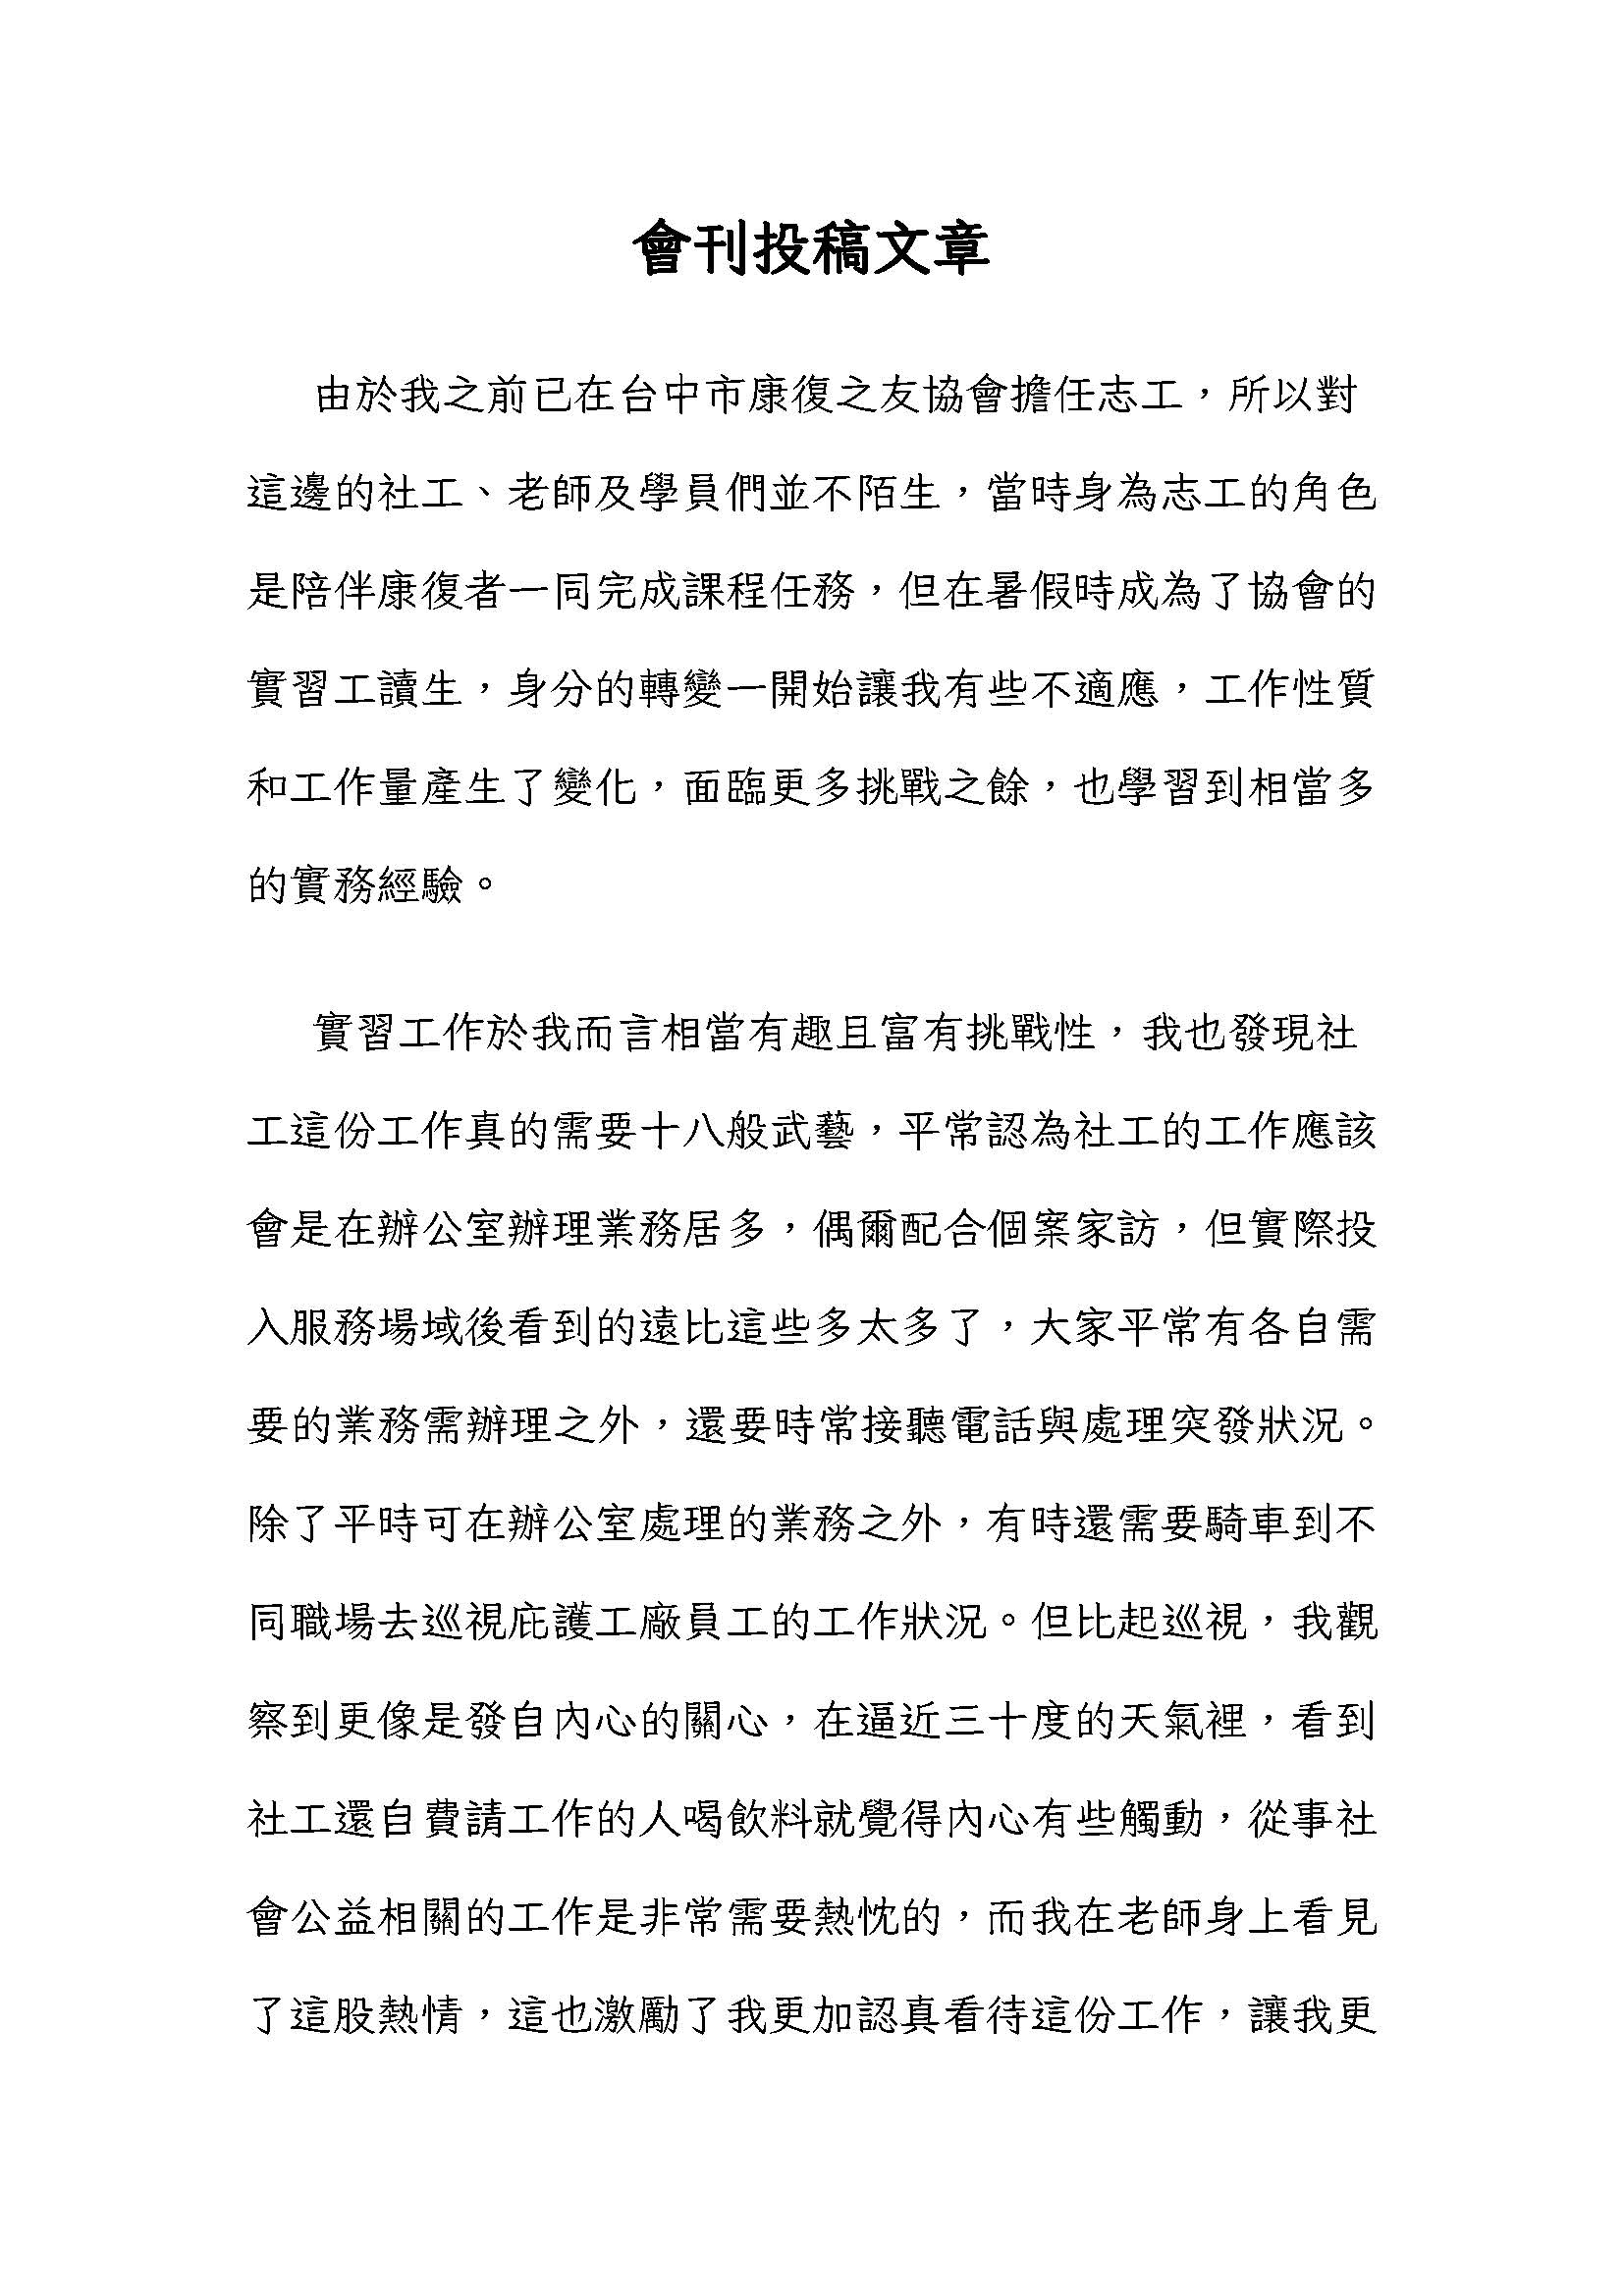 會刊投稿文章
由於我之前已在台中市康復之友協會擔任志工，所以對
這邊的社工、老師及學員們並不陌生，當時身為志工的角色
是陪伴康復者一同完成課程任務，但在暑假時成為了協會的
實習工讀生，身分的轉變一開始讓我有些不適應，工作性質
和工作量產生了變化，面臨更多挑戰之餘，也學習到相當多
的實務經驗。
實習工作於我而言相當有趣且富有挑戰性，我也發現社
工這份工作真的需要十八般武藝，平常認為社工的工作應該
會是在辦公室辦理業務居多，偶爾配合個案家訪，但實際投
入服務場域後看到的遠比這些多太多了，大家平常有各自需
要的業務需辦理之外，還要時常接聽電話與處理突發狀況。
除了平時可在辦公室處理的業務之外，有時還需要騎車到不
同職場去巡視庇護工廠員工的工作狀況。但比起巡視，我觀
察到更像是發自內心的關心，在逼近三十度的天氣裡，看到
社工還自費請工作的人喝飲料就覺得內心有些觸動，從事社
會公益相關的工作是非常需要熱忱的，而我在老師身上看見
了這股熱情，這也激勵了我更加認真看待這份工作，讓我更